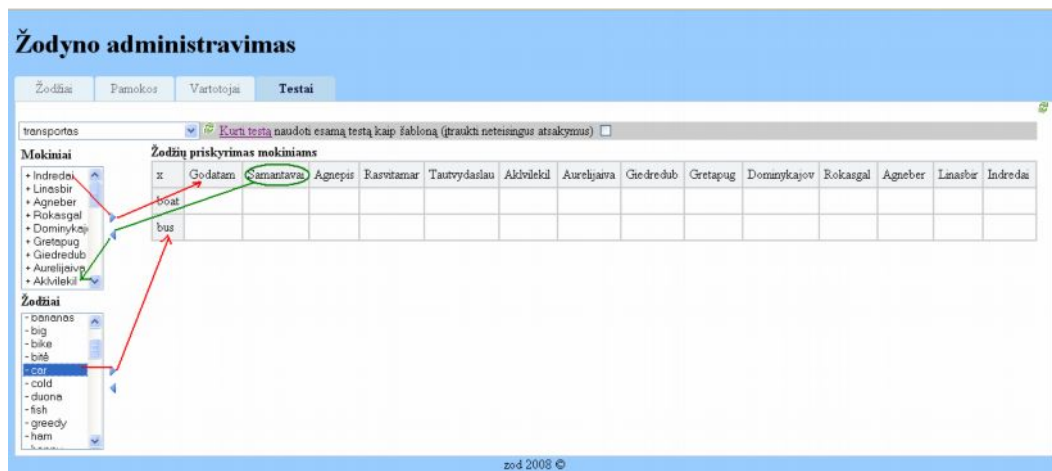 Žodyno administravimas
Žodžiai Pamokos Vartotojai Testai
transportas Kurti testą naudoti esamą testą kaip šabloną (įtraukti neteisingus atsakymus)
Mokiniai
+ Indredai
+ Linasbir
+ Agneber
+ Rokasgal
+ Dominykajo
+ Gretapug
+ Giedredub
+ Aurelijaiva
+ Aklvilekil
Žodžių priskyrimas mokiniams
x Godatam Samantavai Agnepis Rasvitamar Tautvydaslau Aklvilekil Aurelijaiva Giedredub Gretapug Dominykajov Rokasgal Agneber Linasbir Indredai
boat
bus
Žodžiai
- bananas
- big
- bike
- bitė
- car
- cold
- duona
- fish
- greedy
- ham
zod 2008 ©